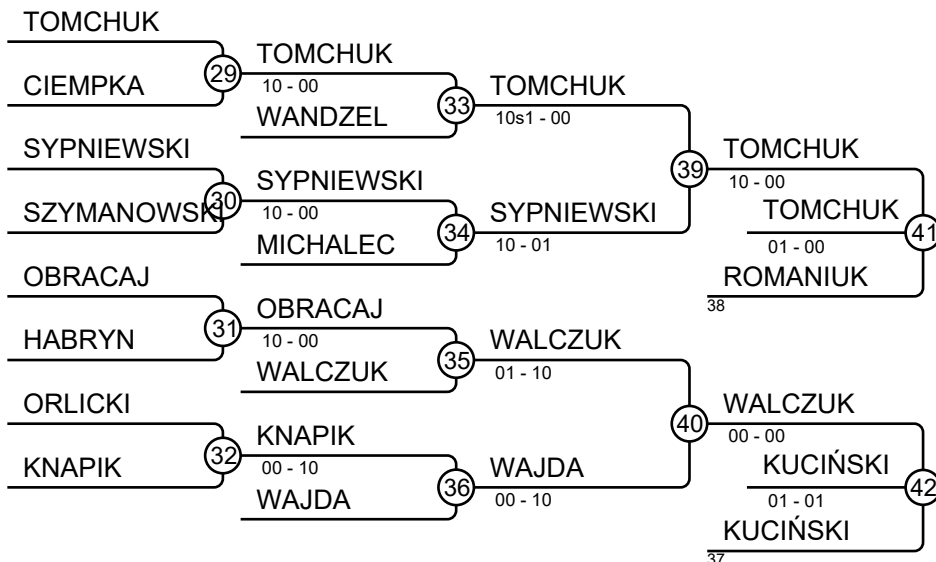 TOMCHUK
CIEMPKA
29
TOMCHUK
10 - 00
WANDZEL
33
TOMCHUK
10s1 - 00
SYPNIEWSKI
SZYMANOWSKI
30
SYPNIEWSKI
10 - 00
MICHALEC
34
SYPNIEWSKI
10 - 01
39
TOMCHUK
10 - 00
TOMCHUK
01 - 00
41
ROMANIUK
38
OBRACAJ
HABRYN
31
OBRACAJ
10 - 00
WALCZUK
35
WALCZUK
01 - 10
ORLICKI
KNAPIK
32
KNAPIK
00 - 10
WAJDA
36
WAJDA
00 - 10
40
WALCZUK
00 - 00
KUCIŃSKI
01 - 01
42
KUCIŃSKI
37